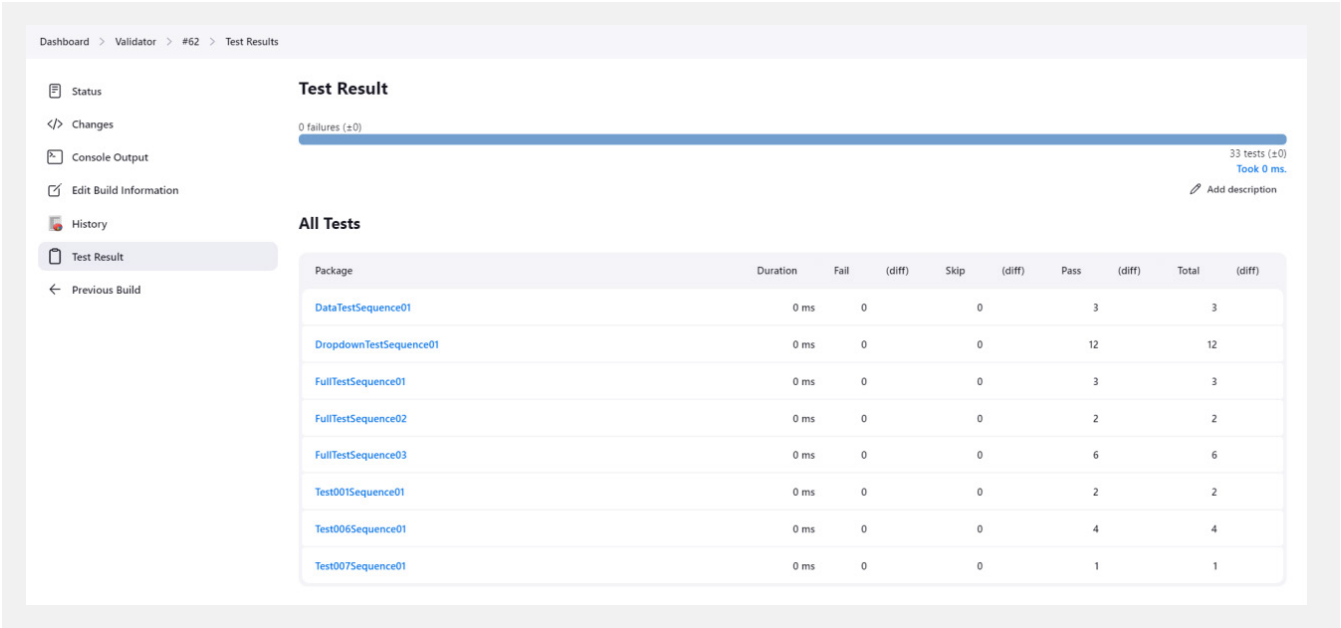 Dashboard > Validator > #62 > Test Results
Status
Changes
Console Output
Edit Build Information
History
Test Result
Previous Build
Test Result
0 failures (±0)
33 tests (±0)
Took 0 ms.
Add description
All Tests
Package Duration Fail (diff) Skip (diff) Pass (diff) Total (diff)
DataTestSequence01 0 ms 0 0 3 3
DropdownTestSequence01 0 ms 0 0 12 12
FullTestSequence01 0 ms 0 0 3 3
FullTestSequence02 0 ms 0 0 2 2
FullTestSequence03 0 ms 0 0 6 6
Test001Sequence01 0 ms 0 0 2 2
Test006Sequence01 0 ms 0 0 4 4
Test007Sequence01 0 ms 0 0 1 1